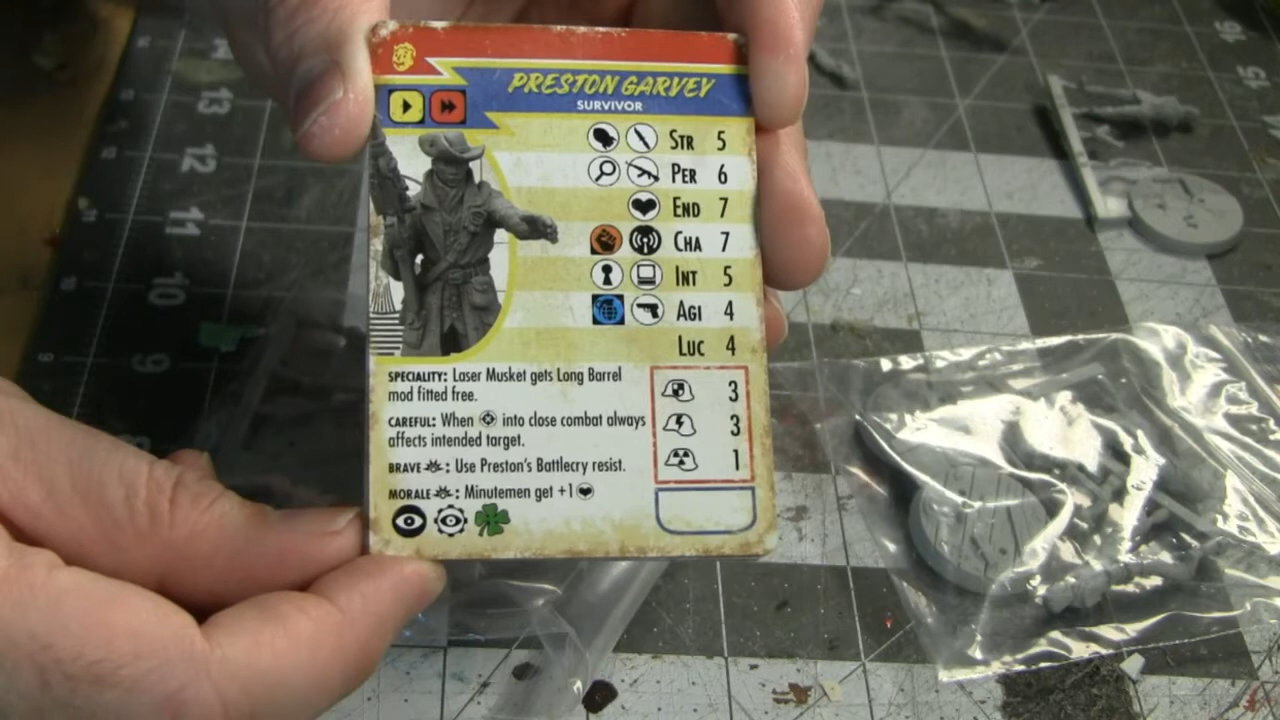 PRESTON GARVEY
SURVIVOR
STR 5
PER 6
END 7
CHA 7
INT 5
AGI 4
LUC 4
SPECIALITY: Laser Musket gets Long Barrel
mod fitted free.
CAREFUL: When into close combat always
affects intended target.
BRAVE: Use Preston's Battlecry resist.
MORALE: Minutemen get +1
3
3
1
13
12
11
10
9
16
15